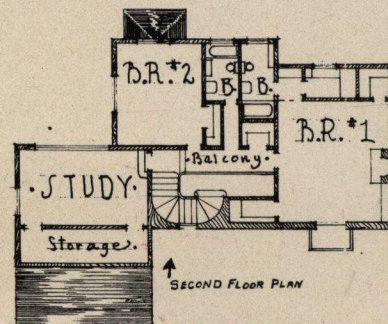 B.R. #2
B.
B.
B.R. #1
·Balcony·
·STUDY·
Storage.
SECOND FLOOR PLAN